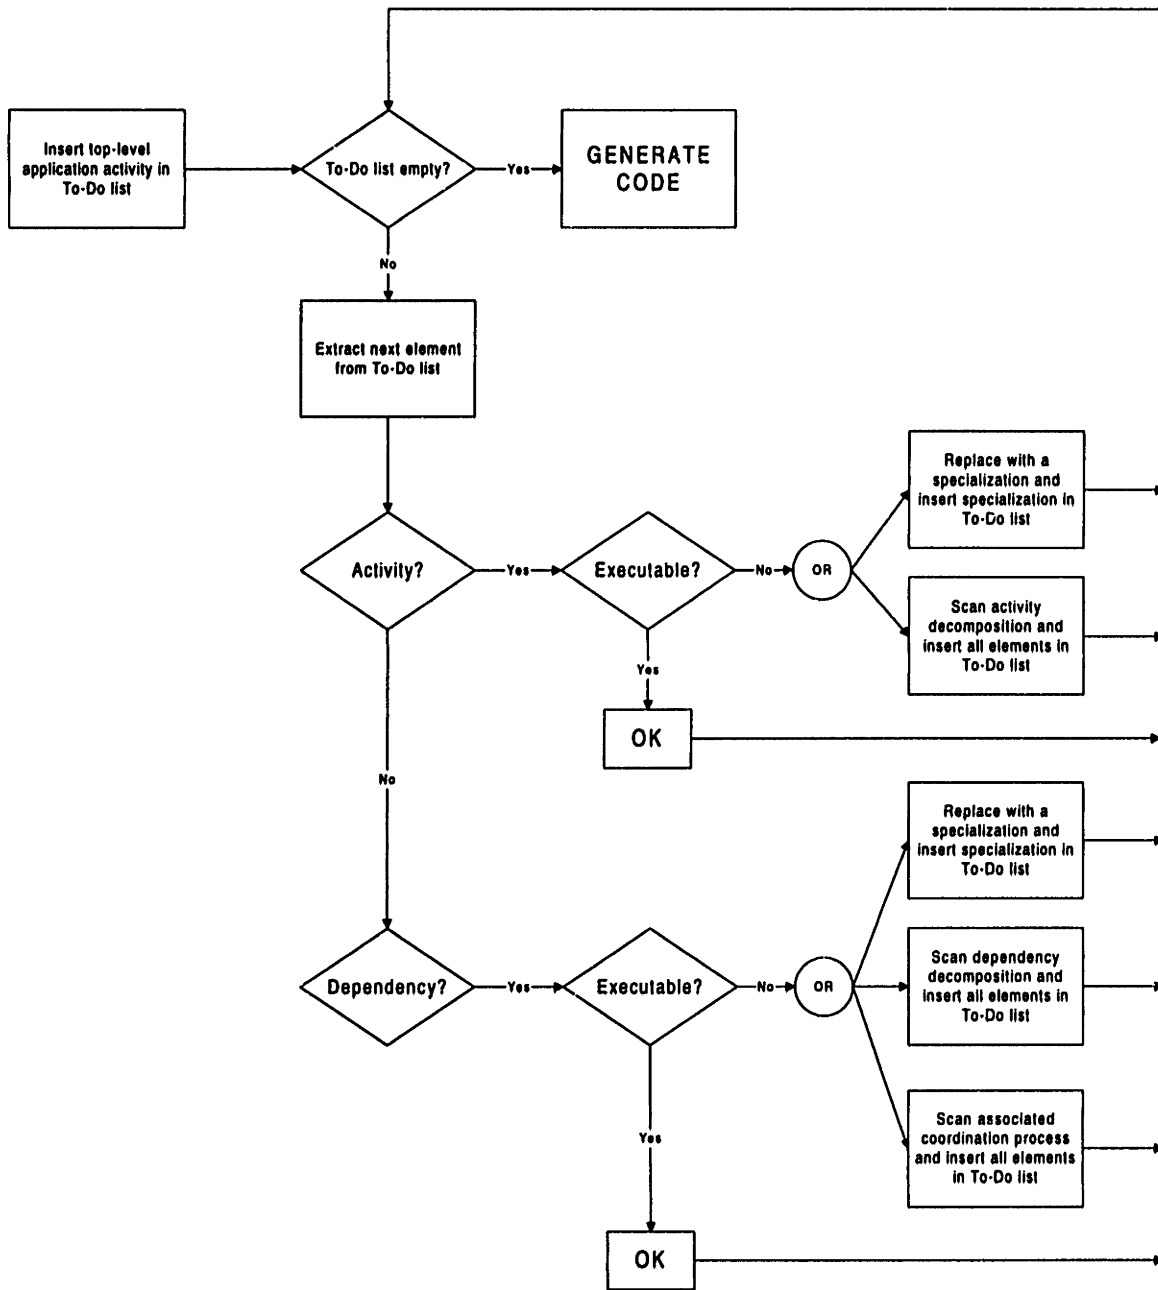 Insert top-level
application activity in
To-Do list
To-Do list empty?
Yes
GENERATE
CODE
No
Extract next element
from To-Do list
Activity?
Yes
Executable?
No
OR
Replace with a
specialization and
insert specialization in
To-Do list
Scan activity
decomposition and
insert all elements in
To-Do list
Yes
OK
No
Replace with a
specialization and
insert specialization in
To-Do list
Dependency?
Yes
Executable?
No
OR
Scan dependency
decomposition and
insert all elements in
To-Do list
Scan associated
coordination process
and insert all elements
in To-Do list
Yes
OK